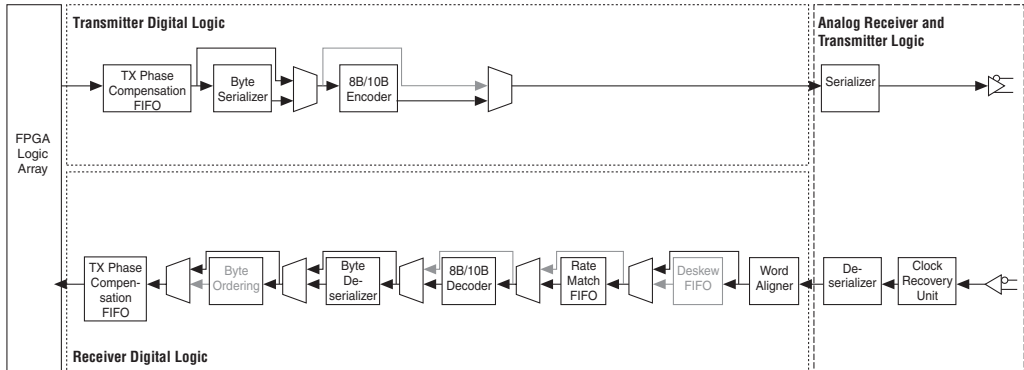 Transmitter Digital Logic
Analog Receiver and
Transmitter Logic
TX Phase
Compensation
FIFO
Byte
Serializer
8B/10B
Encoder
Serializer
FPGA
Logic
Array
TX Phase
Compen-
sation
FIFO
Byte
Ordering
Byte
De-
serializer
8B/10B
Decoder
Rate
Match
FIFO
Deskew
FIFO
Word
Aligner
De-
serializer
Clock
Recovery
Unit
Receiver Digital Logic